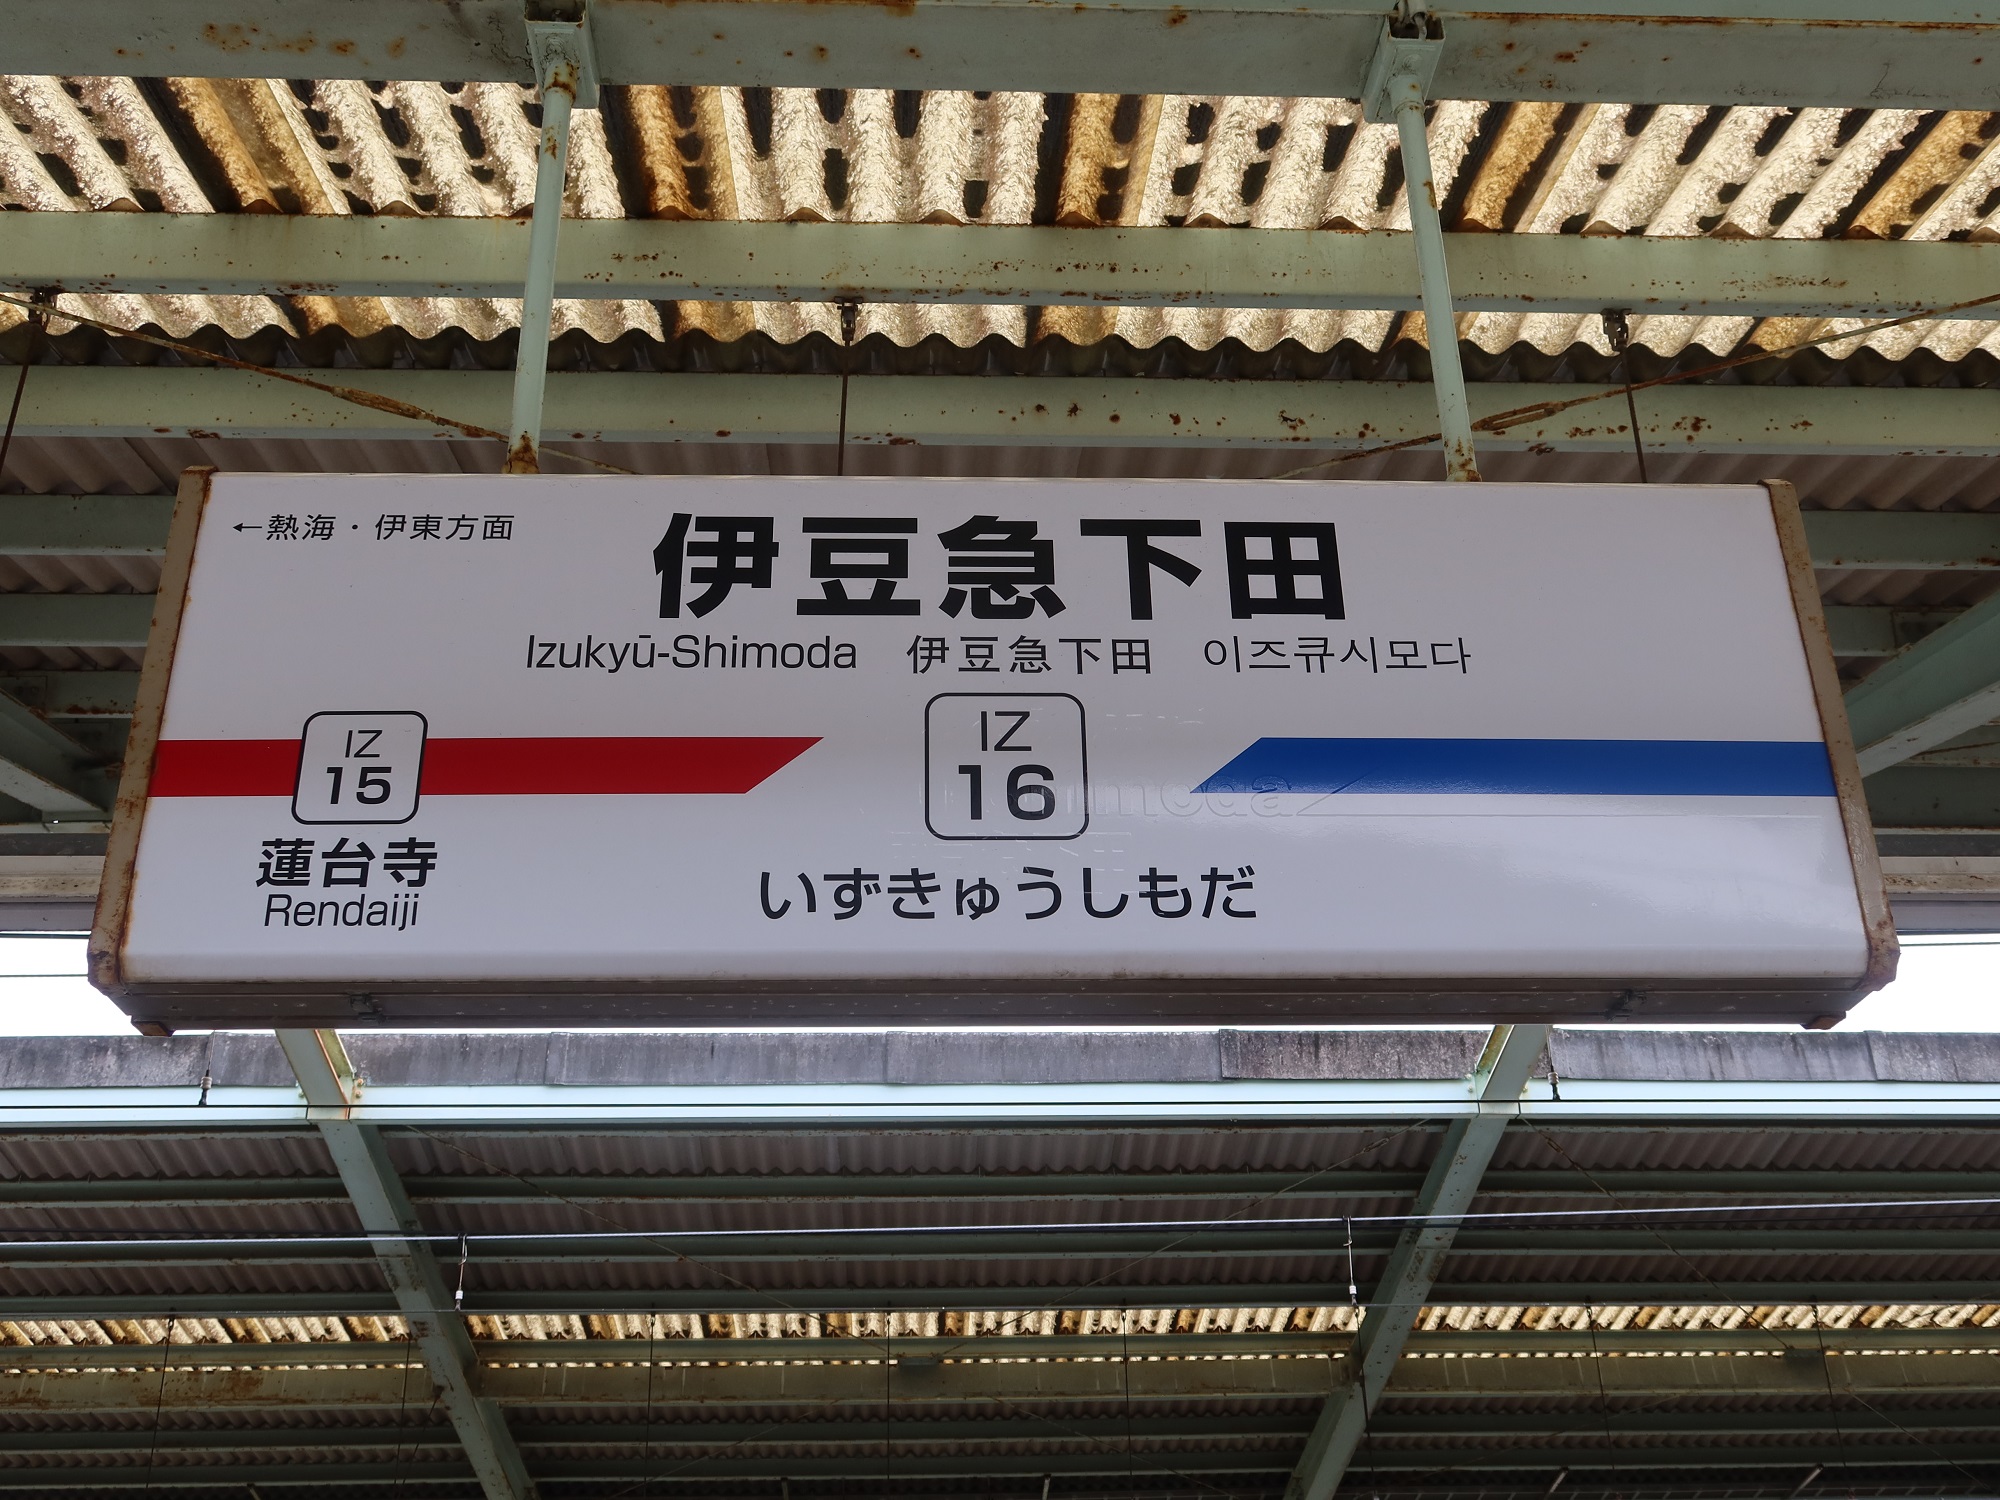 ←熱海・伊東方面
伊豆急下田
Izukyū-Shimoda 伊豆急下田 이즈큐시모다
IZ
15
IZ
16
蓮台寺
Rendaiji
いずきゅうしもだ